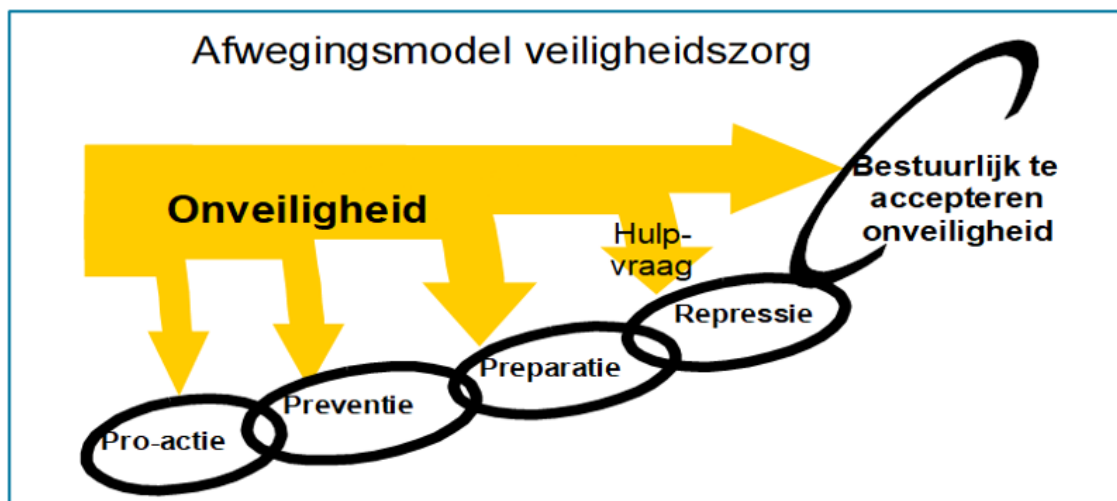 Afwegingsmodel veiligheidszorg
Onveiligheid
Bestuurlijk te
accepteren
onveiligheid
Hulp-
vraag
Repressie
Preparatie
Preventie
Pro-actie